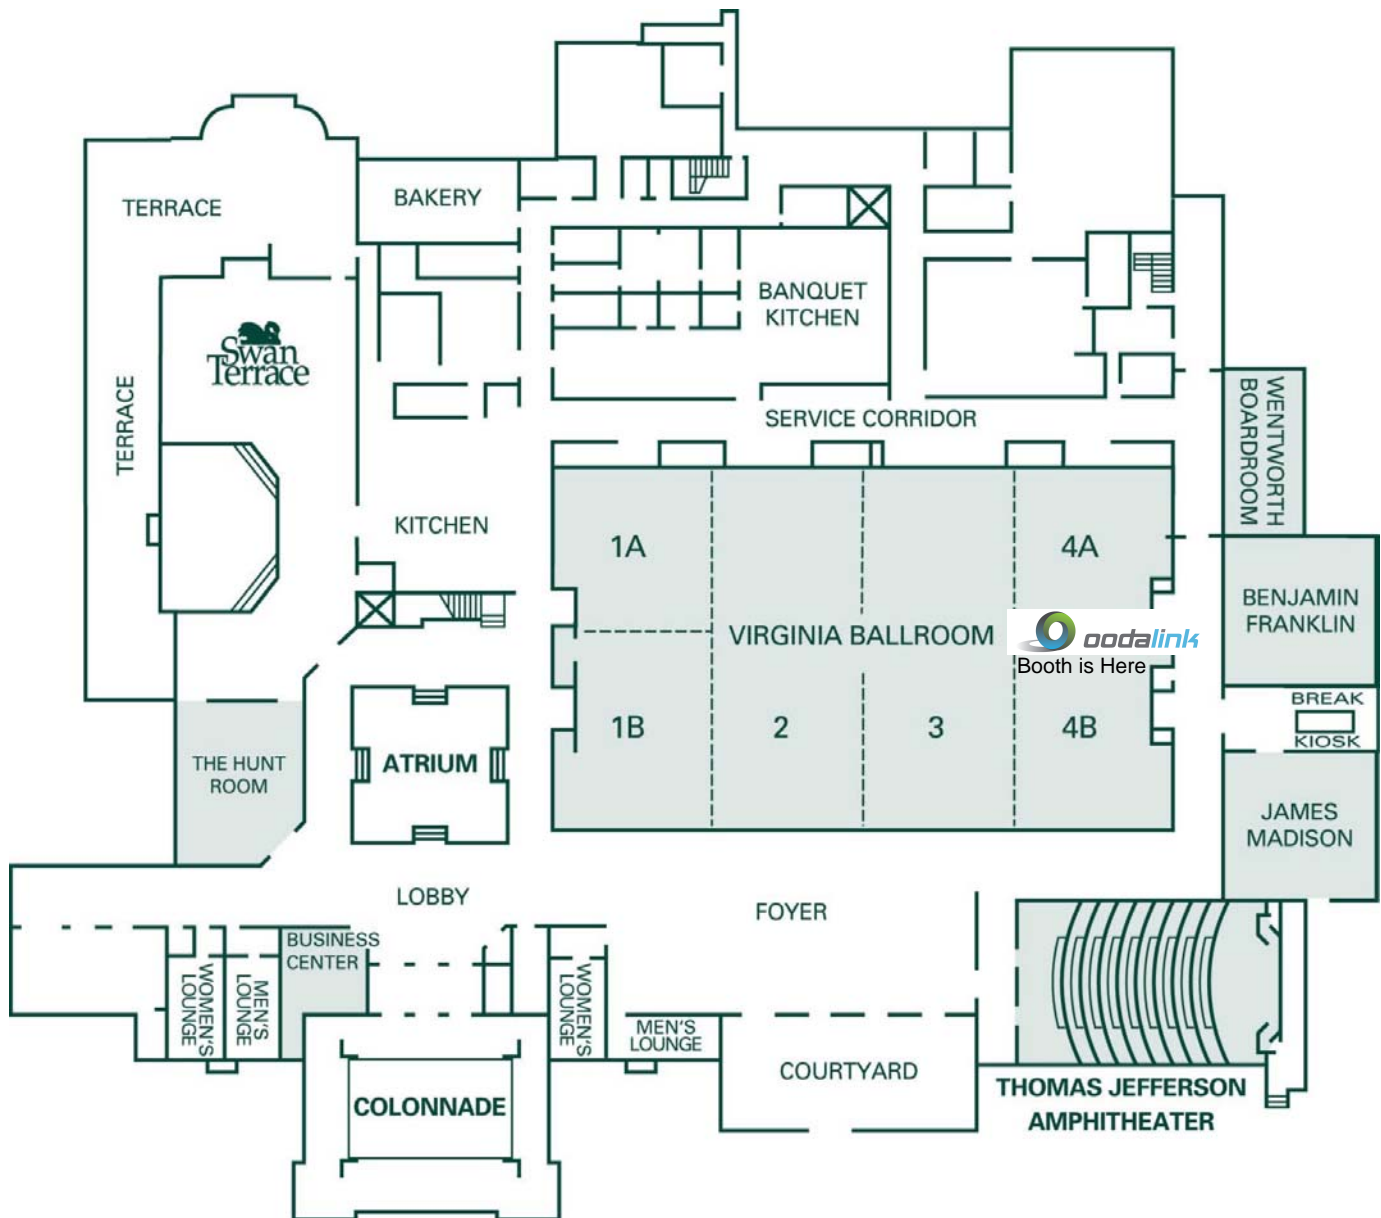 TERRACE
BAKERY
BANQUET
KITCHEN
Swan
Terrace
TERRACE
SERVICE CORRIDOR
WENTWORTH
BOARDROOM
KITCHEN
1A
4A
BENJAMIN
FRANKLIN
VIRGINIA BALLROOM
oodalink
Booth is Here
BREAK
KIOSK
1B
2
3
4B
THE HUNT
ROOM
ATRIUM
JAMES
MADISON
LOBBY
FOYER
BUSINESS
CENTER
WOMEN'S
LOUNGE
MEN'S
LOUNGE
WOMEN'S
LOUNGE
MEN'S
LOUNGE
COURTYARD
COLONNADE
THOMAS JEFFERSON
AMPHITHEATER